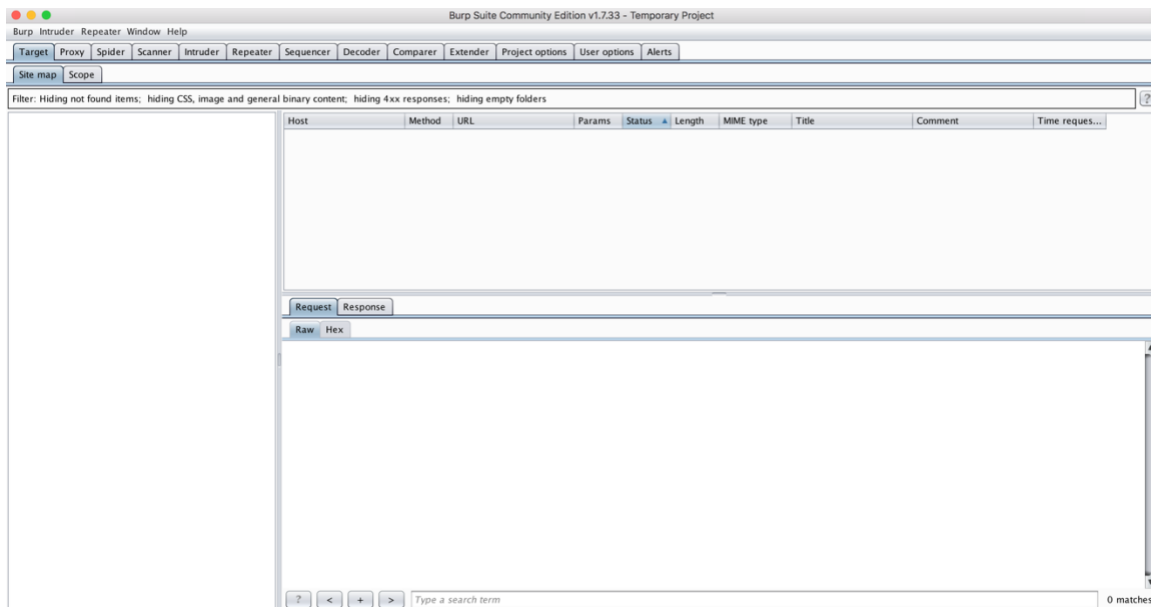 Burp Suite Community Edition v1.7.33 - Temporary Project
Burp Intruder Repeater Window Help
Target Proxy Spider Scanner Intruder Repeater Sequencer Decoder Comparer Extender Project options User options Alerts
Site map Scope
Filter: Hiding not found items; hiding CSS, image and general binary content; hiding 4xx responses; hiding empty folders ?
Host Method URL Params Status Length MIME type Title Comment Time reques...
Request Response
Raw Hex
? < + > Type a search term 0 matches